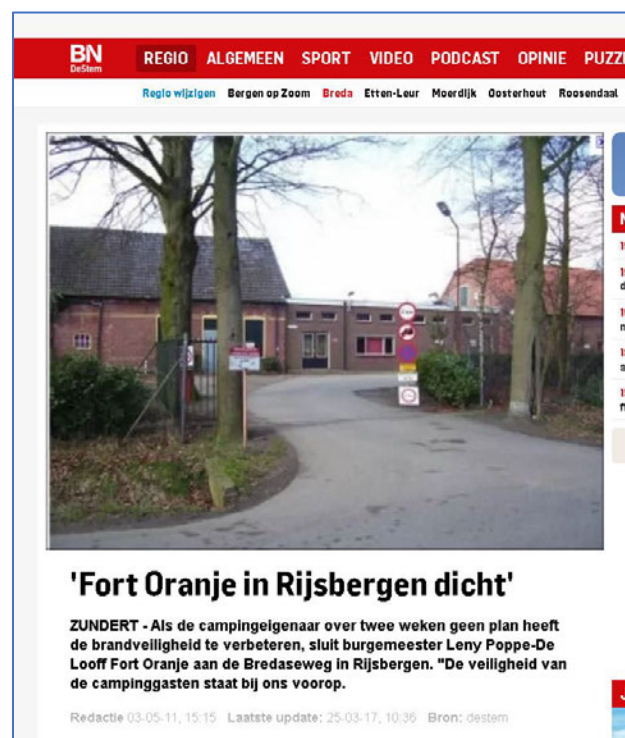 BN
DeStem
REGIO ALGEMEEN SPORT VIDEO PODCAST OPINIE
Regio wijzigen Bergen op Zoom Breda Etten-Leur Moerdijk Oosterhout Roosendaal
'Fort Oranje in Rijsbergen dicht'
ZUNDERT - Als de campingeigenaar over twee weken geen plan heeft
de brandveiligheid te verbeteren, sluit burgemeester Leny Poppe-De
Looff Fort Oranje aan de Bredaseweg in Rijsbergen. "De veiligheid van
de campinggasten staat bij ons voorop.
Redactie 03-05-11, 15:15 Laatste update: 25-03-17, 10:36 Bron: destem